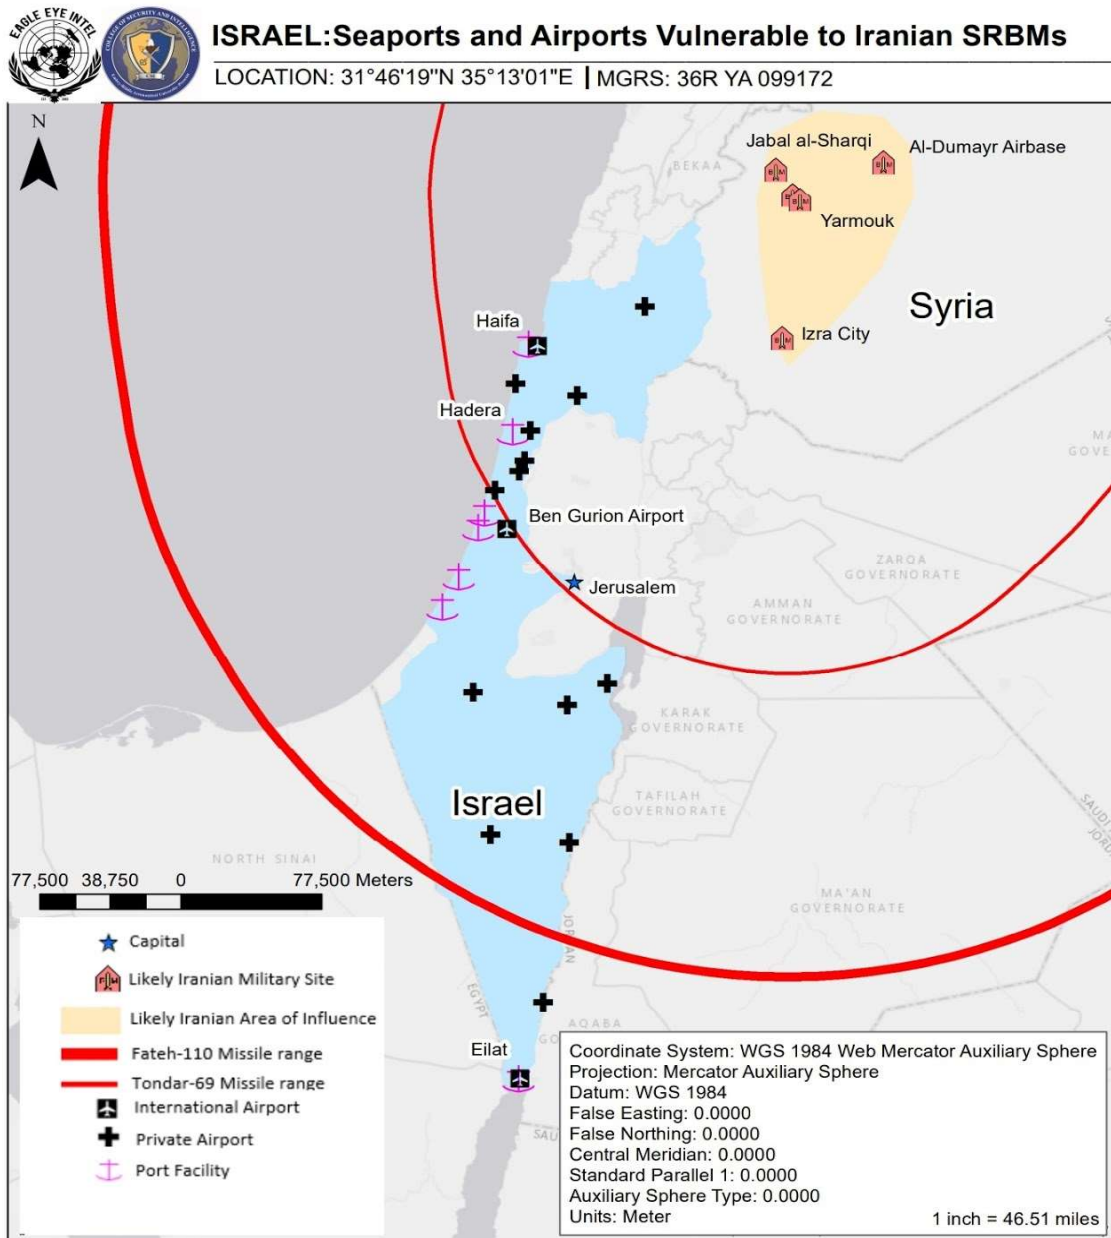 EAGLE EYE INTEL
COLLEGE OF SECURITY AND INTELLIGENCE
ISRAEL:Seaports and Airports Vulnerable to Iranian SRBMs
LOCATION: 31°46'19"N 35°13'01"E | MGRS: 36R YA 099172
N
BEKAA
Jabal al-Sharqi
Al-Dumayr Airbase
Yarmouk
Syria
Izra City
Haifa
Hadera
Ben Gurion Airport
Jerusalem
ZARQA
GOVERNORATE
AMMAN
GOVERNORATE
KARAK
GOVERNORATE
TAFILAH
GOVERNORATE
Israel
NORTH SINAI
MA'AN
GOVERNORATE
JORDAN
EGYPT
AQABA
Eilat
77,500 38,750 0 77,500 Meters
Capital
Likely Iranian Military Site
Likely Iranian Area of Influence
Fateh-110 Missile range
Tondar-69 Missile range
International Airport
Private Airport
Port Facility
Coordinate System: WGS 1984 Web Mercator Auxiliary Sphere
Projection: Mercator Auxiliary Sphere
Datum: WGS 1984
False Easting: 0.0000
False Northing: 0.0000
Central Meridian: 0.0000
Standard Parallel 1: 0.0000
Auxiliary Sphere Type: 0.0000
Units: Meter
1 inch = 46.51 miles